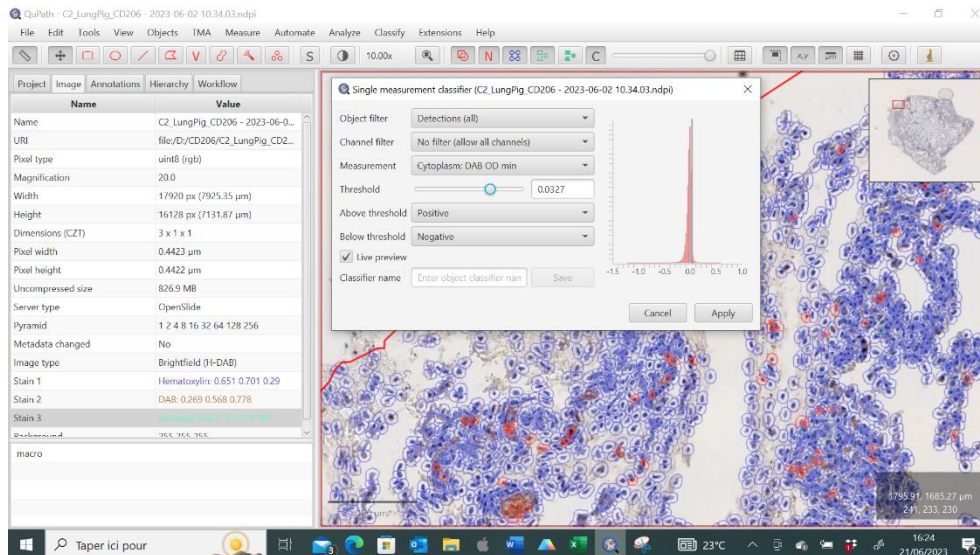 QuPath - C2_LungPig_CD206 - 2023-06-02 10.34.03.ndpi
File Edit Tools View Objects TMA Measure Automate Analyze Classify Extensions Help
S 10.00x N C
Project Image Annotations Hierarchy Workflow
Name Value
Name C2_LungPig_CD206 - 2023-06-0...
URI file:/D:/CD206/C2_LungPig_CD2...
Pixel type uint8 (rgb)
Magnification 20.0
Width 17920 px (7925.35 µm)
Height 16128 px (7131.87 µm)
Dimensions (CZT) 3 x 1 x 1
Pixel width 0.4423 µm
Pixel height 0.4422 µm
Uncompressed size 826.9 MB
Server type OpenSlide
Pyramid 1 2 4 8 16 32 64 128 256
Metadata changed No
Image type Brightfield (H-DAB)
Stain 1 Hematoxylin: 0.651 0.701 0.29
Stain 2 DAB: 0.269 0.568 0.778
Stain 3
Background 255 255 255
macro
Single measurement classifier (C2_LungPig_CD206 - 2023-06-02 10.34.03.ndpi)
Object filter Detections (all)
Channel filter No filter (allow all channels)
Measurement Cytoplasm: DAB OD min
Threshold 0.0327
Above threshold Positive
Below threshold Negative
Live preview
Classifier name Enter object classifier nam Save
-1.5 -1.0 -0.5 0.0 0.5 1.0
Cancel Apply
1795.91, 1685.27 µm
241, 233, 230
Taper ici pour
23°C
16:24
21/06/2023